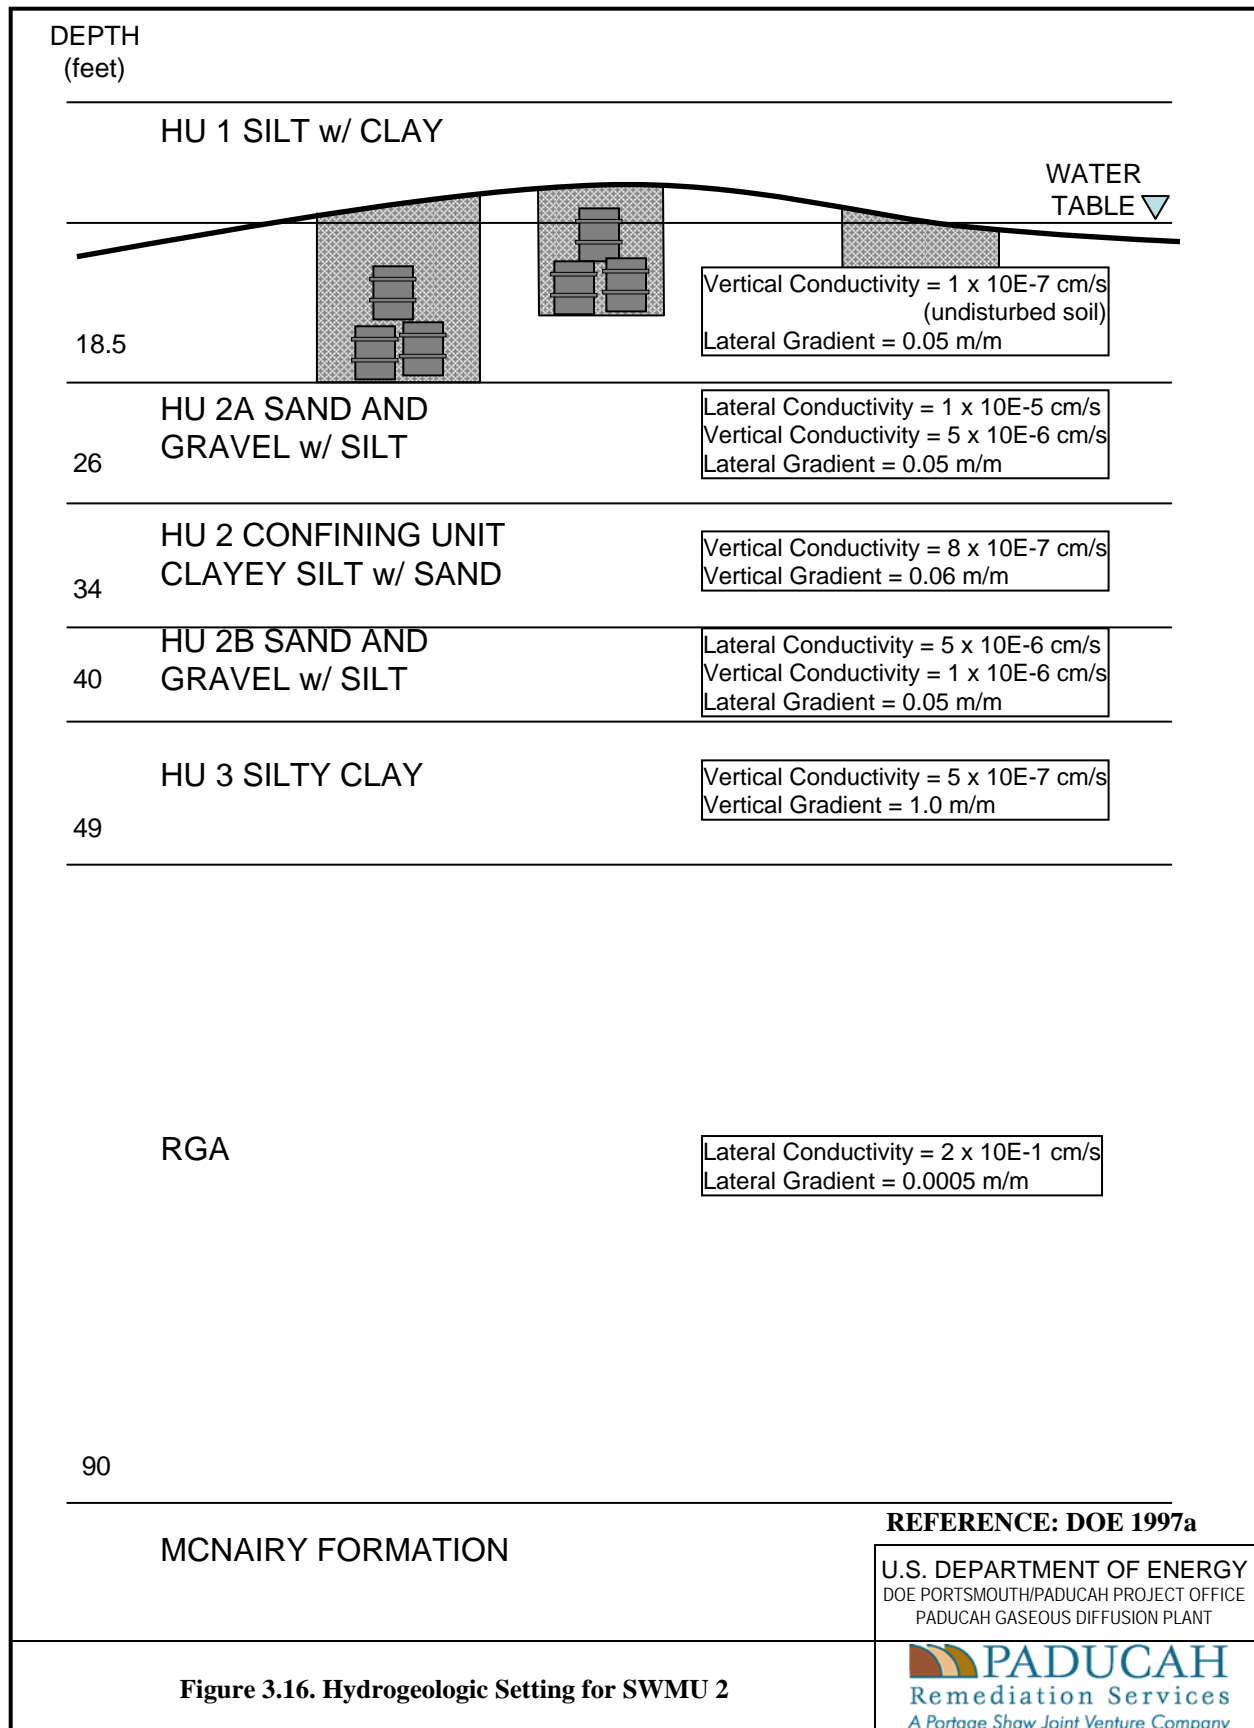 DEPTH
(feet)
HU 1 SILT w/ CLAY
WATER
TABLE
Vertical Conductivity = 1 x 10E-7 cm/s
(undisturbed soil)
Lateral Gradient = 0.05 m/m
18.5
HU 2A SAND AND
GRAVEL w/ SILT
Lateral Conductivity = 1 x 10E-5 cm/s
Vertical Conductivity = 5 x 10E-6 cm/s
Lateral Gradient = 0.05 m/m
26
HU 2 CONFINING UNIT
CLAYEY SILT w/ SAND
Vertical Conductivity = 8 x 10E-7 cm/s
Vertical Gradient = 0.06 m/m
34
HU 2B SAND AND
GRAVEL w/ SILT
Lateral Conductivity = 5 x 10E-6 cm/s
Vertical Conductivity = 1 x 10E-6 cm/s
Lateral Gradient = 0.05 m/m
40
HU 3 SILTY CLAY
Vertical Conductivity = 5 x 10E-7 cm/s
Vertical Gradient = 1.0 m/m
49
RGA
Lateral Conductivity = 2 x 10E-1 cm/s
Lateral Gradient = 0.0005 m/m
90
MCNAIRY FORMATION
REFERENCE: DOE 1997a
U.S. DEPARTMENT OF ENERGY
DOE PORTSMOUTH/PADUCAH PROJECT OFFICE
PADUCAH GASEOUS DIFFUSION PLANT
PADUCAH
Remediation Services
A Portage Shaw Joint Venture Company
Figure 3.16. Hydrogeologic Setting for SWMU 2